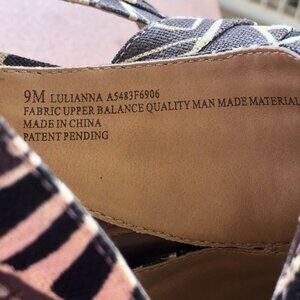 9M LULIANNA A5483F6906
FABRIC UPPER BALANCE QUALITY MAN MADE MATERIAL
MADE IN CHINA
PATENT PENDING